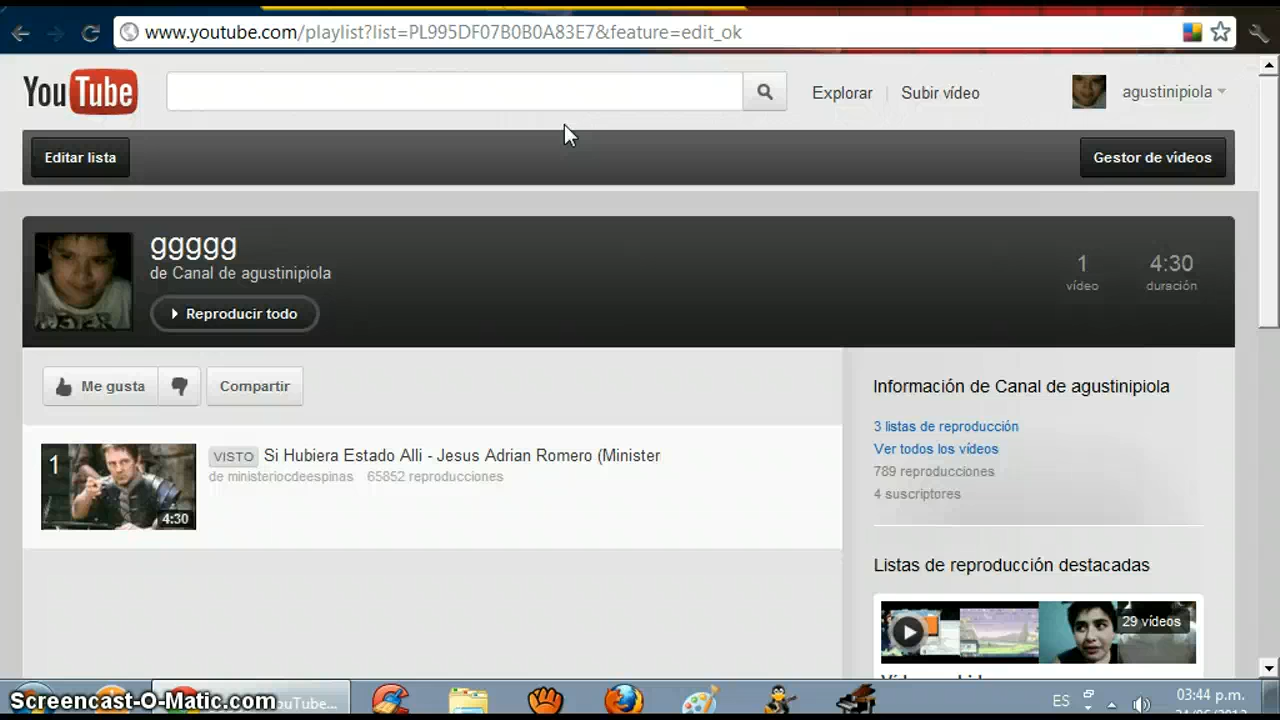 www.youtube.com/playlist?list=PL995DF07B0B0A83E7&feature=edit_ok
YouTube
Explorar
Subir vídeo
agustinipiola
Editar lista
Gestor de vídeos
ggggg
de Canal de agustinipiola
Reproducir todo
1
vídeo
4:30
duración
Me gusta
Compartir
1
4:30
VISTO Si Hubiera Estado Alli - Jesus Adrian Romero (Minister
de ministeriocdeespinas 65852 reproducciones
Información de Canal de agustinipiola
3 listas de reproducción
Ver todos los vídeos
789 reproducciones
4 suscriptores
Listas de reproducción destacadas
29 vídeos
Screencast-O-Matic.com
YouTube...
ES
03:44 p.m.